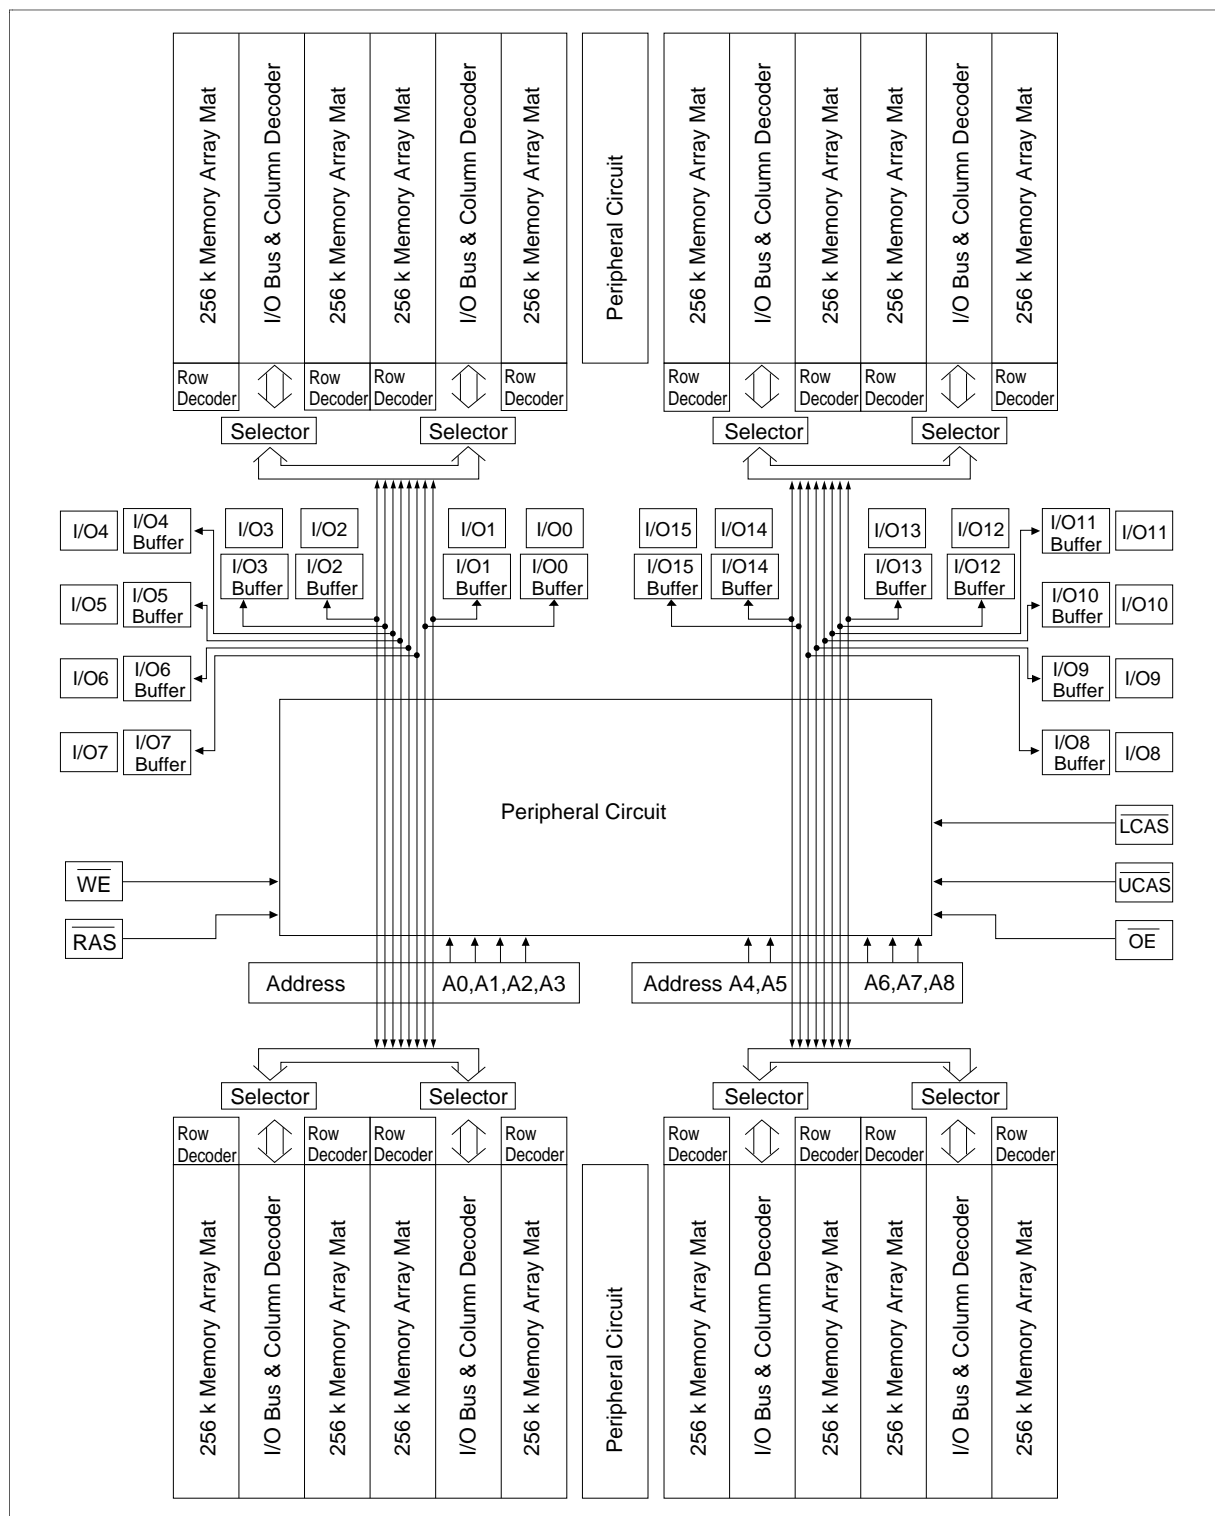 256 k Memory Array Mat
I/O Bus & Column Decoder
256 k Memory Array Mat
256 k Memory Array Mat
I/O Bus & Column Decoder
256 k Memory Array Mat
Peripheral Circuit
256 k Memory Array Mat
I/O Bus & Column Decoder
256 k Memory Array Mat
256 k Memory Array Mat
I/O Bus & Column Decoder
256 k Memory Array Mat
Row
Decoder
Row
Decoder
Row
Decoder
Row
Decoder
Row
Decoder
Row
Decoder
Row
Decoder
Row
Decoder
Selector
Selector
Selector
Selector
I/O4
I/O4
Buffer
I/O3
I/O2
I/O1
I/O0
I/O15
I/O14
I/O13
I/O12
I/O11
Buffer
I/O11
I/O3
Buffer
I/O2
Buffer
I/O1
Buffer
I/O0
Buffer
I/O15
Buffer
I/O14
Buffer
I/O13
Buffer
I/O12
Buffer
I/O5
I/O5
Buffer
I/O10
Buffer
I/O10
I/O6
I/O6
Buffer
I/O9
Buffer
I/O9
I/O7
I/O7
Buffer
I/O8
Buffer
I/O8
Peripheral Circuit
LCAS
WE
UCAS
RAS
OE
Address A0,A1,A2,A3
Address A4,A5 A6,A7,A8
Selector
Selector
Selector
Selector
Row
Decoder
Row
Decoder
Row
Decoder
Row
Decoder
Row
Decoder
Row
Decoder
Row
Decoder
Row
Decoder
256 k Memory Array Mat
I/O Bus & Column Decoder
256 k Memory Array Mat
256 k Memory Array Mat
I/O Bus & Column Decoder
256 k Memory Array Mat
Peripheral Circuit
256 k Memory Array Mat
I/O Bus & Column Decoder
256 k Memory Array Mat
256 k Memory Array Mat
I/O Bus & Column Decoder
256 k Memory Array Mat